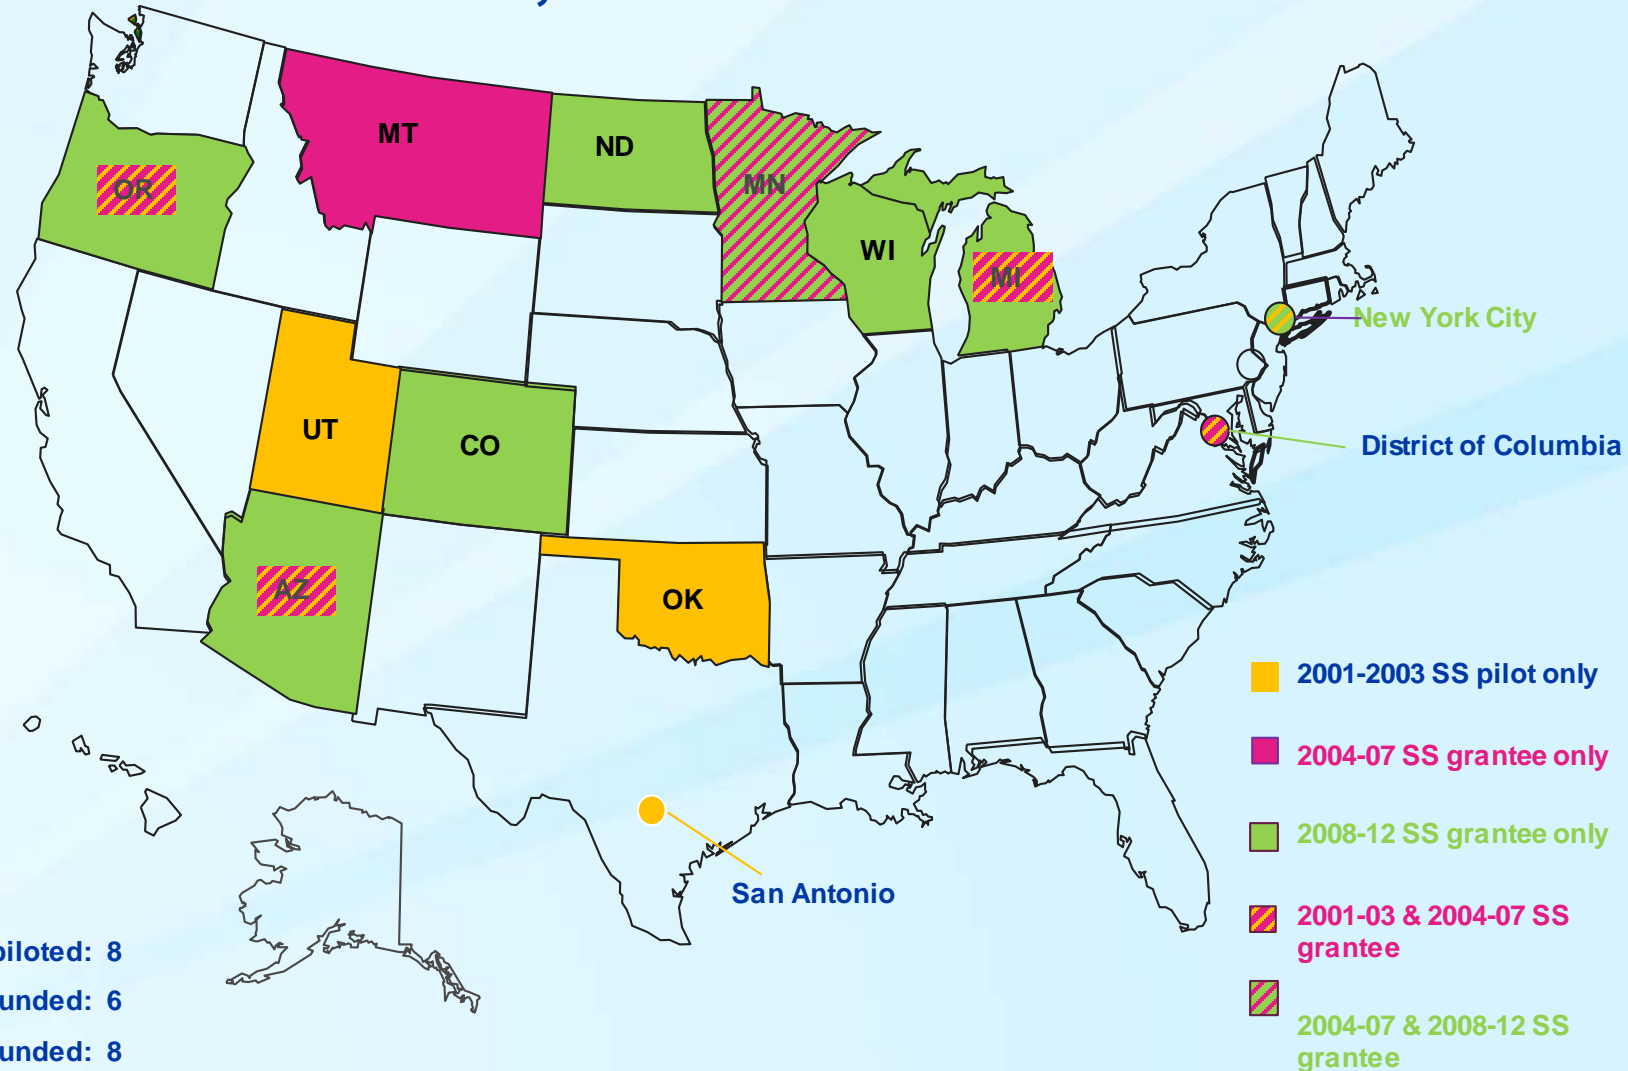 MT
ND
OR
MN
WI
MI
New York City
UT
CO
District of Columbia
AZ
OK
2001-2003 SS pilot only
2004-07 SS grantee only
2008-12 SS grantee only
San Antonio
2001-03 & 2004-07 SS
grantee
piloted: 8
unded: 6
2004-07 & 2008-12 SS
grantee
unded: 8